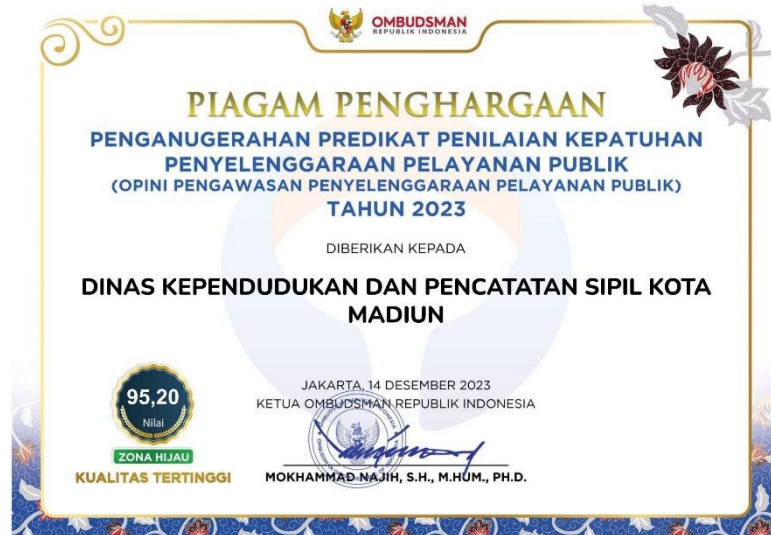 OMBUDSMAN
REPUBLIK INDONESIA
PIAGAM PENGHARGAAN
PENGANUGERAHAN PREDIKAT PENILAIAN KEPATUHAN
PENYELENGGARAAN PELAYANAN PUBLIK
(OPINI PENGAWASAN PENYELENGGARAAN PELAYANAN PUBLIK)
TAHUN 2023
DIBERIKAN KEPADA
DINAS KEPENDUDUKAN DAN PENCATATAN SIPIL KOTA
MADIUN
JAKARTA, 14 DESEMBER 2023
KETUA OMBUDSMAN REPUBLIK INDONESIA
95,20
Nilai
ZONA HIJAU
KUALITAS TERTINGGI
MOKHAMMAD NAJIH, S.H., M.HUM., PH.D.